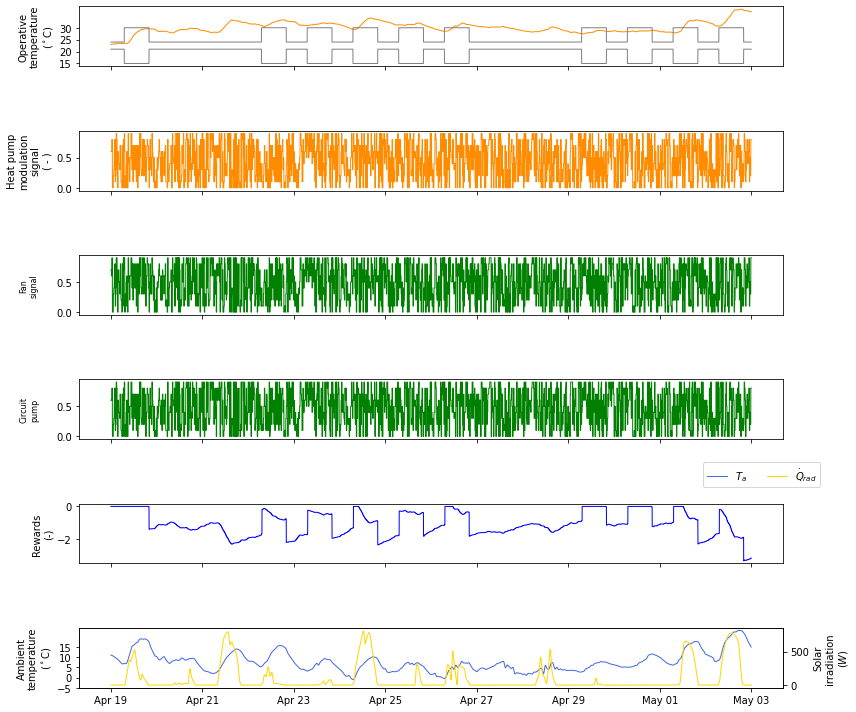 Operative
temperature
(°C)
30
25
20
15
Heat pump
modulation
signal
( - )
0.5
0.0
Fan
signal
0.5
0.0
Circuit
pump
0.5
0.0
T_a
Q̇_rad
Rewards
(-)
0
−2
Ambient
temperature
(°C)
15
10
5
0
−5
Solar
irradiation
(W)
500
0
Apr 19 Apr 21 Apr 23 Apr 25 Apr 27 Apr 29 May 01 May 03